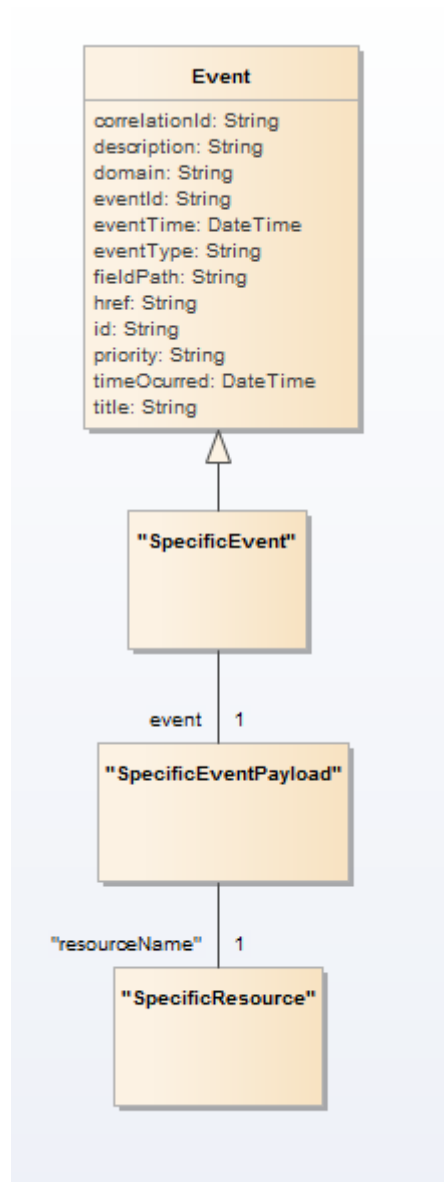 Event
correlationId: String
description: String
domain: String
eventId: String
eventTime: DateTime
eventType: String
fieldPath: String
href: String
id: String
priority: String
timeOcurred: DateTime
title: String
"SpecificEvent"
event 1
"SpecificEventPayload"
"resourceName" 1
"SpecificResource"